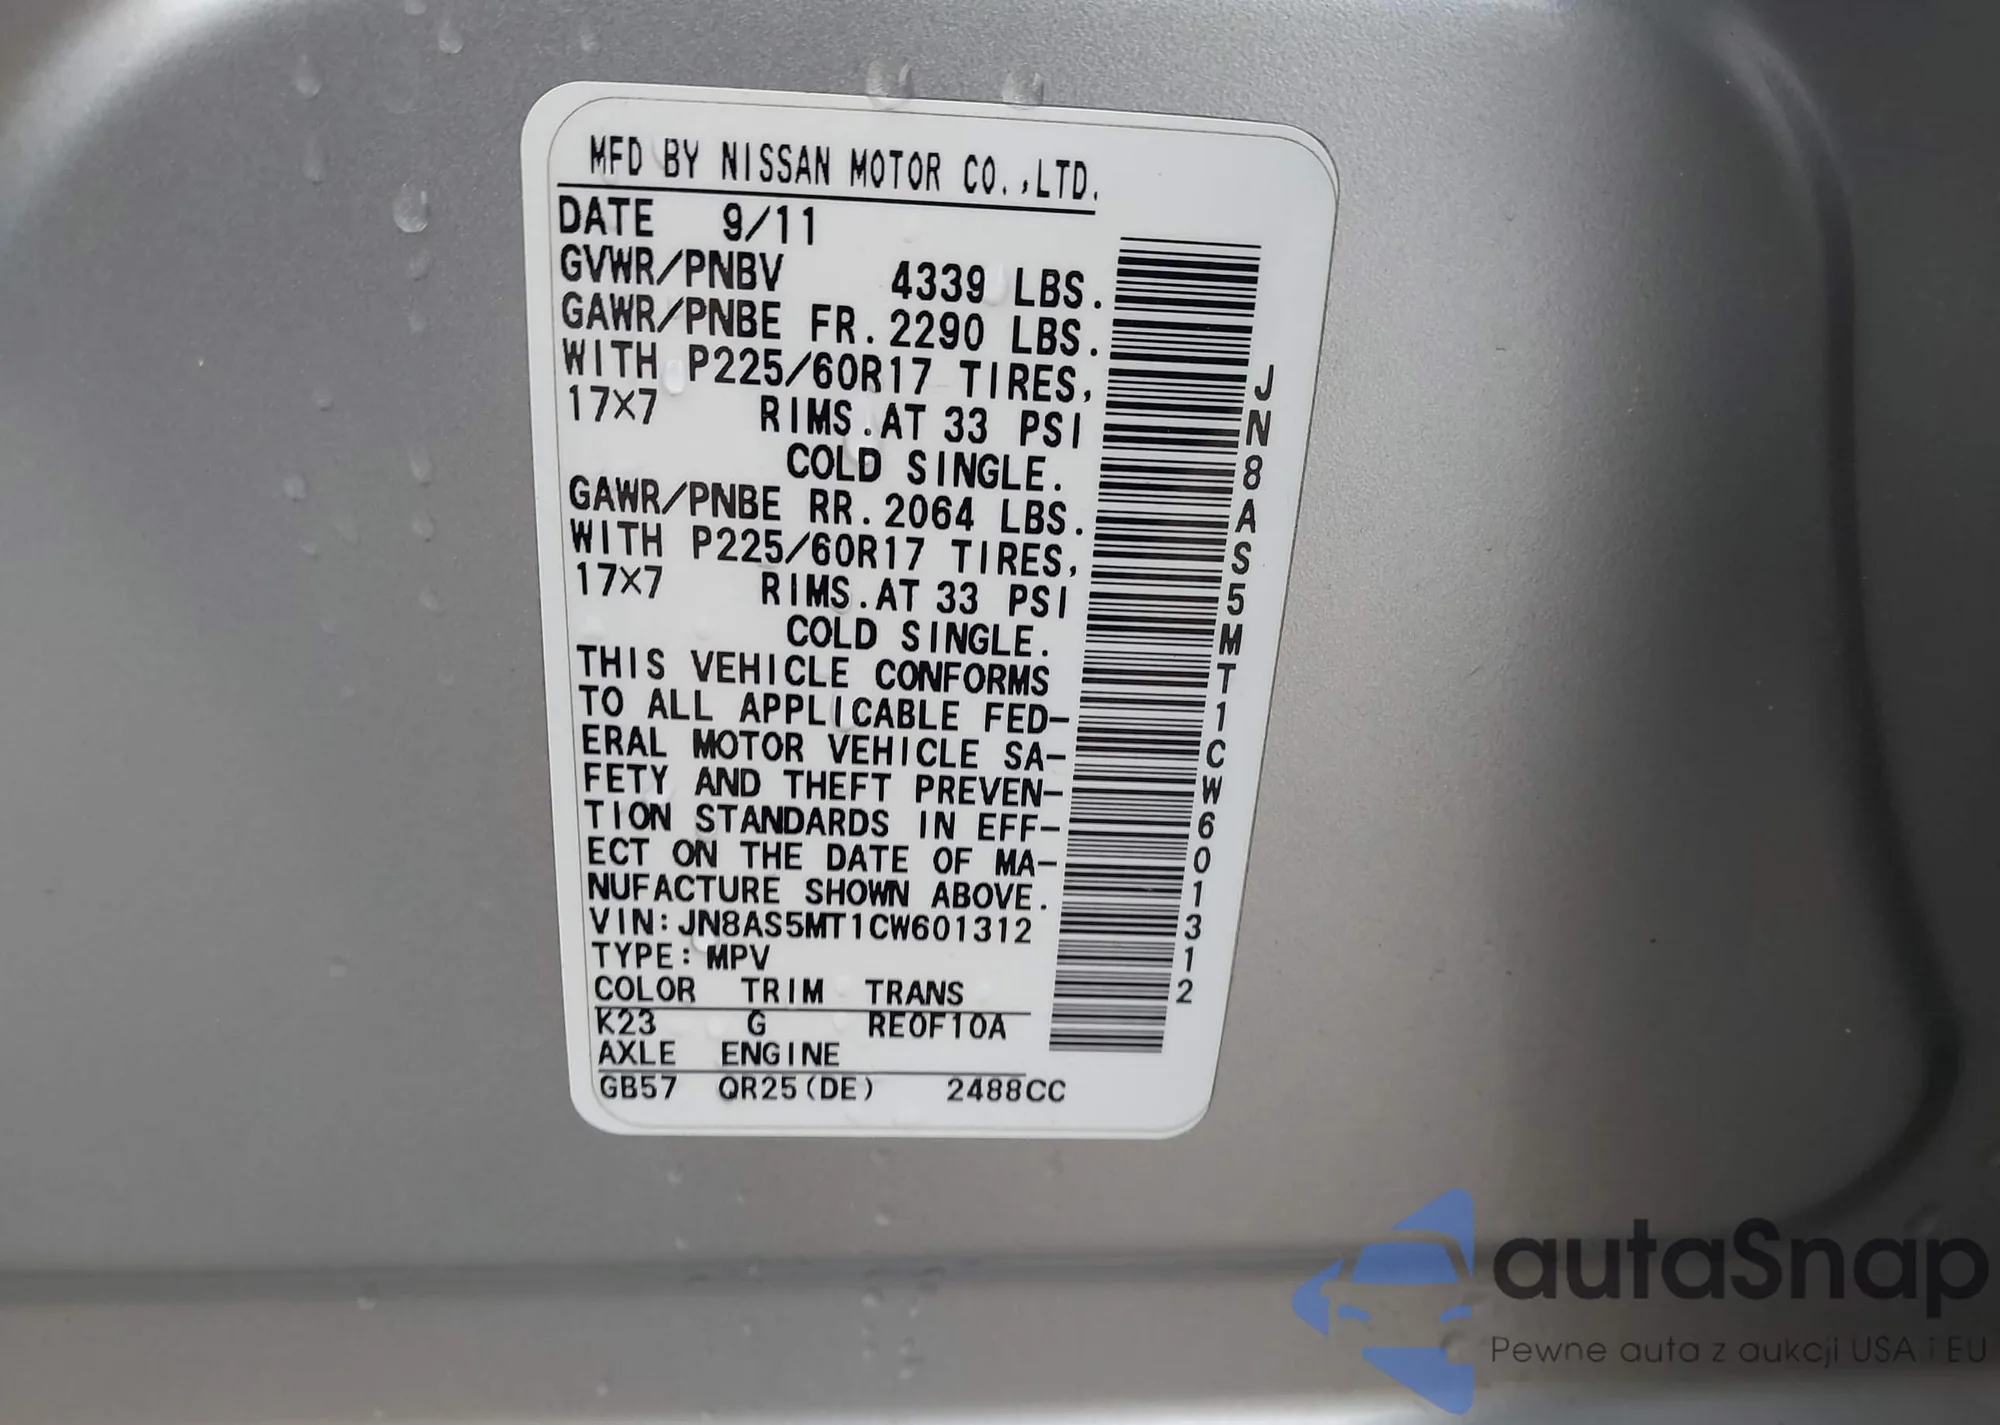 MFD BY NISSAN MOTOR CO.,LTD.
DATE 9/11
GVWR/PNBV 4339 LBS.
GAWR/PNBE FR. 2290 LBS.
WITH P225/60R17 TIRES,
17×7 RIMS.AT 33 PSI
COLD SINGLE.
GAWR/PNBE RR. 2064 LBS.
WITH P225/60R17 TIRES,
17×7 RIMS.AT 33 PSI
COLD SINGLE.
THIS VEHICLE CONFORMS
TO ALL APPLICABLE FED-
ERAL MOTOR VEHICLE SA-
FETY AND THEFT PREVEN-
TION STANDARDS IN EFF-
ECT ON THE DATE OF MA-
NUFACTURE SHOWN ABOVE.
VIN:JN8AS5MT1CW601312
TYPE: MPV
COLOR TRIM TRANS
K23 G RE0F10A
AXLE ENGINE
GB57 QR25(DE) 2488CC
JN8AS5MT1CW601312
autaSnap
Pewne auta z aukcji USA i EU